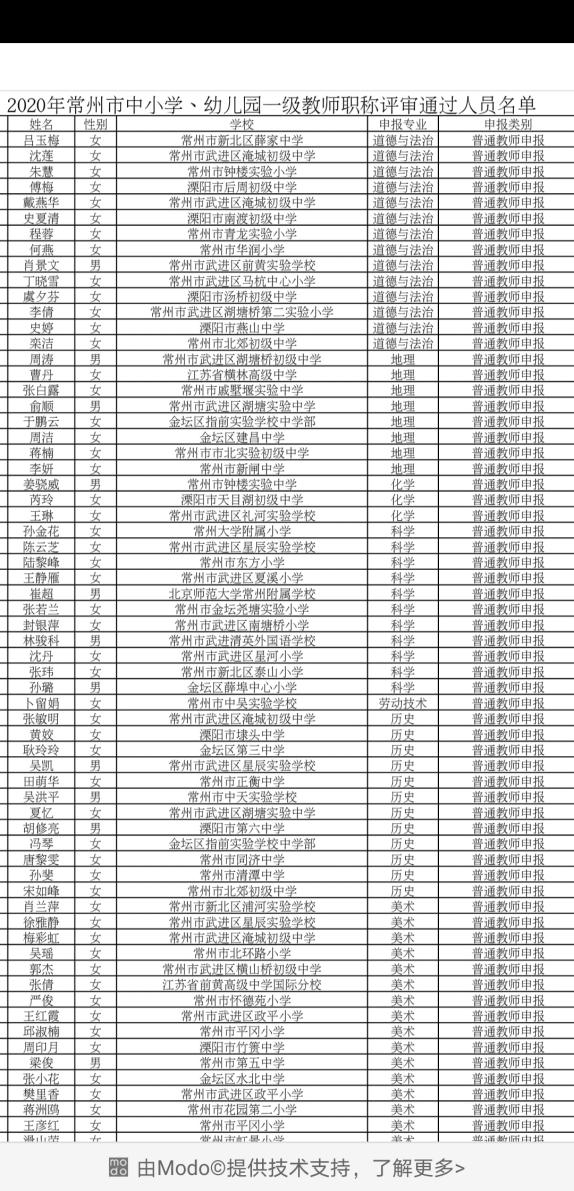 2020年常州市中小学、幼儿园一级教师职称评审通过人员名单
姓名 性别 学校 申报专业 申报类别
吕玉梅 女 常州市新北区薛家中学 道德与法治 普通教师申报
沈莲 女 常州市武进区淹城初级中学 道德与法治 普通教师申报
朱慧 女 常州市钟楼实验小学 道德与法治 普通教师申报
傅梅 女 溧阳市后周初级中学 道德与法治 普通教师申报
戴燕华 女 常州市武进区淹城初级中学 道德与法治 普通教师申报
史夏清 女 溧阳市南渡初级中学 道德与法治 普通教师申报
程蓉 女 常州市青龙实验小学 道德与法治 普通教师申报
何燕 女 常州市华润小学 道德与法治 普通教师申报
肖景文 男 常州市武进区前黄实验学校 道德与法治 普通教师申报
丁晓雪 女 常州市武进区马杭中心小学 道德与法治 普通教师申报
虞夕芬 女 溧阳市汤桥初级中学 道德与法治 普通教师申报
李倩 女 常州市武进区湖塘桥第二实验小学 道德与法治 普通教师申报
史婷 女 溧阳市燕山中学 道德与法治 普通教师申报
栾洁 女 常州市北郊初级中学 道德与法治 普通教师申报
周涛 男 常州市武进区湖塘桥初级中学 地理 普通教师申报
曹丹 女 江苏省横林高级中学 地理 普通教师申报
张白露 女 常州市戚墅堰实验中学 地理 普通教师申报
俞顺 男 常州市武进区湖塘实验中学 地理 普通教师申报
于鹏云 女 金坛区指前实验学校中学部 地理 普通教师申报
周洁 女 金坛区建昌中学 地理 普通教师申报
蒋楠 女 常州市市北实验初级中学 地理 普通教师申报
李妍 女 常州市新闸中学 地理 普通教师申报
姜骁威 男 常州市钟楼实验中学 化学 普通教师申报
芮玲 女 溧阳市天目湖初级中学 化学 普通教师申报
王琳 女 常州市武进区礼河实验学校 化学 普通教师申报
孙金花 女 常州大学附属小学 科学 普通教师申报
陈云芝 女 常州市武进区星辰实验学校 科学 普通教师申报
陆黎峰 女 常州市东方小学 科学 普通教师申报
王静雁 女 常州市武进区夏溪小学 科学 普通教师申报
崔超 男 北京师范大学常州附属学校 科学 普通教师申报
张若兰 女 常州市金坛尧塘实验小学 科学 普通教师申报
封银萍 女 常州市武进区南塘桥小学 科学 普通教师申报
林骏科 男 常州市武进清英外国语学校 科学 普通教师申报
沈丹 女 常州市武进区星河小学 科学 普通教师申报
张玮 女 常州市新北区泰山小学 科学 普通教师申报
孙璐 男 金坛区薛埠中心小学 科学 普通教师申报
卜留娟 女 常州市中吴实验学校 劳动技术 普通教师申报
张敏明 女 常州市武进区淹城初级中学 历史 普通教师申报
黄姣 女 溧阳市埭头中学 历史 普通教师申报
耿玲玲 女 金坛区第三中学 历史 普通教师申报
吴凯 男 常州市武进区星辰实验学校 历史 普通教师申报
田萌华 女 常州市正衡中学 历史 普通教师申报
吴洪平 男 常州市中天实验学校 历史 普通教师申报
夏忆 女 常州市武进区湖塘实验中学 历史 普通教师申报
胡修亮 男 溧阳市第六中学 历史 普通教师申报
冯琴 女 金坛区指前实验学校中学部 历史 普通教师申报
唐黎雯 女 常州市同济中学 历史 普通教师申报
孙斐 女 常州市清潭中学 历史 普通教师申报
宋如峰 女 常州市北郊初级中学 历史 普通教师申报
肖兰萍 女 常州市新北区浦河实验学校 美术 普通教师申报
徐雅静 女 常州市武进区星辰实验学校 美术 普通教师申报
梅彩虹 女 常州市武进区淹城初级中学 美术 普通教师申报
吴瑶 女 常州市北环路小学 美术 普通教师申报
郭杰 女 常州市武进区横山桥初级中学 美术 普通教师申报
张倩 女 江苏省前黄高级中学国际分校 美术 普通教师申报
严俊 女 常州市怀德苑小学 美术 普通教师申报
王红霞 女 常州市武进区政平小学 美术 普通教师申报
邱淑楠 女 常州市平冈小学 美术 普通教师申报
周印月 女 溧阳市竹箦中学 美术 普通教师申报
梁俊 男 常州市第五中学 美术 普通教师申报
张小花 女 金坛区水北中学 美术 普通教师申报
樊里香 女 常州市武进区政平小学 美术 普通教师申报
蒋洲鸥 女 常州市花园第二小学 美术 普通教师申报
王彦红 女 常州市平冈小学 美术 普通教师申报
女 常州市虹景小学 美术 普通教师申报
由Modo©提供技术支持，了解更多>